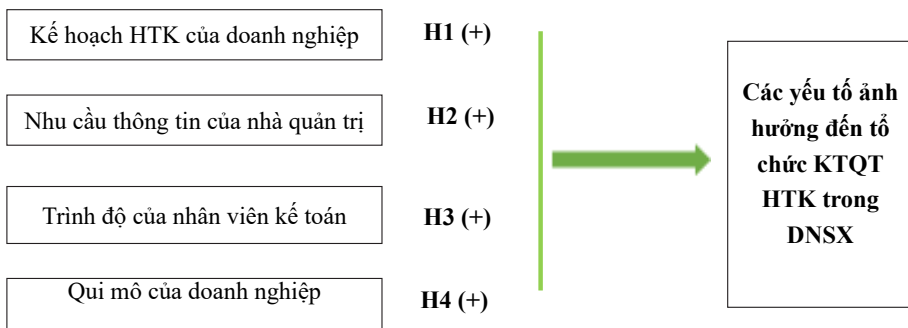 Kế hoạch HTK của doanh nghiệp
H1 (+)
Nhu cầu thông tin của nhà quản trị
H2 (+)
Trình độ của nhân viên kế toán
H3 (+)
Qui mô của doanh nghiệp
H4 (+)
Các yếu tố ảnh
hưởng đến tổ
chức KTQT
HTK trong
DNSX